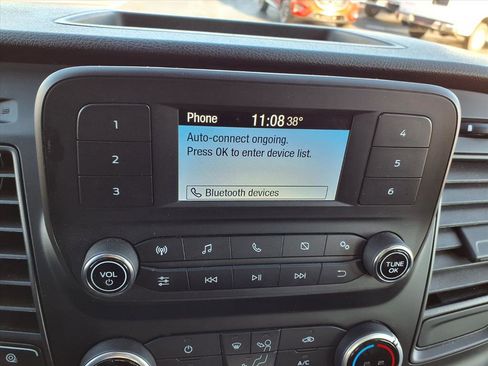 Phone 11:08 38°
Auto-connect ongoing.
Press OK to enter device list.
Bluetooth devices
1
2
3
4
5
6
VOL
TUNE
OK
A/C